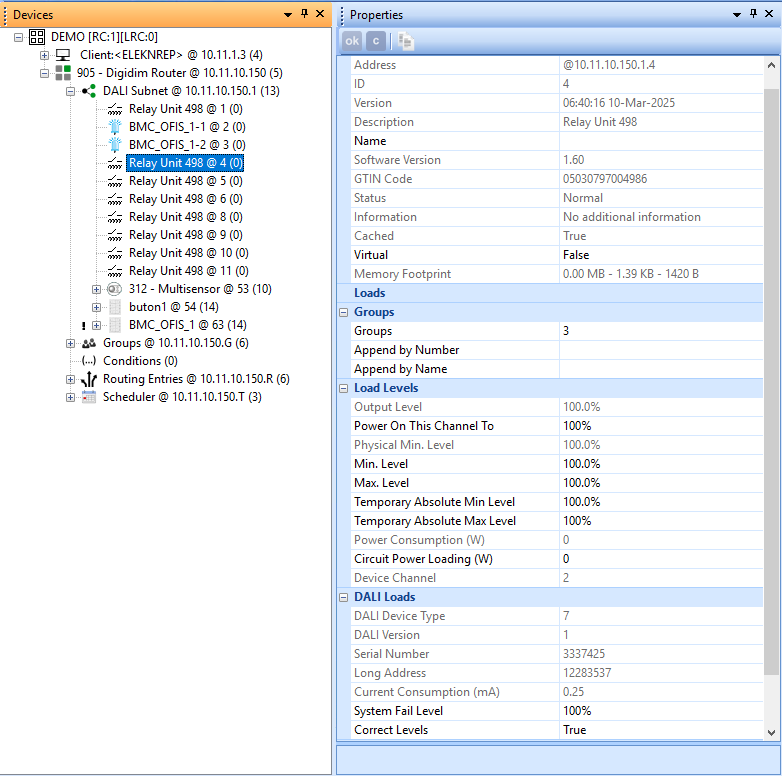 Devices
DEMO [RC:1][LRC:0]
Client:<ELEKNREP> @ 10.11.1.3 (4)
905 - Digidim Router @ 10.11.10.150 (5)
DALI Subnet @ 10.11.10.150.1 (13)
Relay Unit 498 @ 1 (0)
BMC_OFIS_1-1 @ 2 (0)
BMC_OFIS_1-2 @ 3 (0)
Relay Unit 498 @ 4 (0)
Relay Unit 498 @ 5 (0)
Relay Unit 498 @ 6 (0)
Relay Unit 498 @ 8 (0)
Relay Unit 498 @ 9 (0)
Relay Unit 498 @ 10 (0)
Relay Unit 498 @ 11 (0)
312 - Multisensor @ 53 (10)
buton1 @ 54 (14)
! BMC_OFIS_1 @ 63 (14)
Groups @ 10.11.10.150.G (6)
(...) Conditions (0)
Routing Entries @ 10.11.10.150.R (6)
Scheduler @ 10.11.10.150.T (3)
Properties
ok c
Address @10.11.10.150.1.4
ID 4
Version 06:40:16 10-Mar-2025
Description Relay Unit 498
Name
Software Version 1.60
GTIN Code 05030797004986
Status Normal
Information No additional information
Cached True
Virtual False
Memory Footprint 0.00 MB - 1.39 KB - 1420 B
Loads
Groups
Groups 3
Append by Number
Append by Name
Load Levels
Output Level 100.0%
Power On This Channel To 100%
Physical Min. Level 100.0%
Min. Level 100.0%
Max. Level 100.0%
Temporary Absolute Min Level 100.0%
Temporary Absolute Max Level 100%
Power Consumption (W) 0
Circuit Power Loading (W) 0
Device Channel 2
DALI Loads
DALI Device Type 7
DALI Version 1
Serial Number 3337425
Long Address 12283537
Current Consumption (mA) 0.25
System Fail Level 100%
Correct Levels True